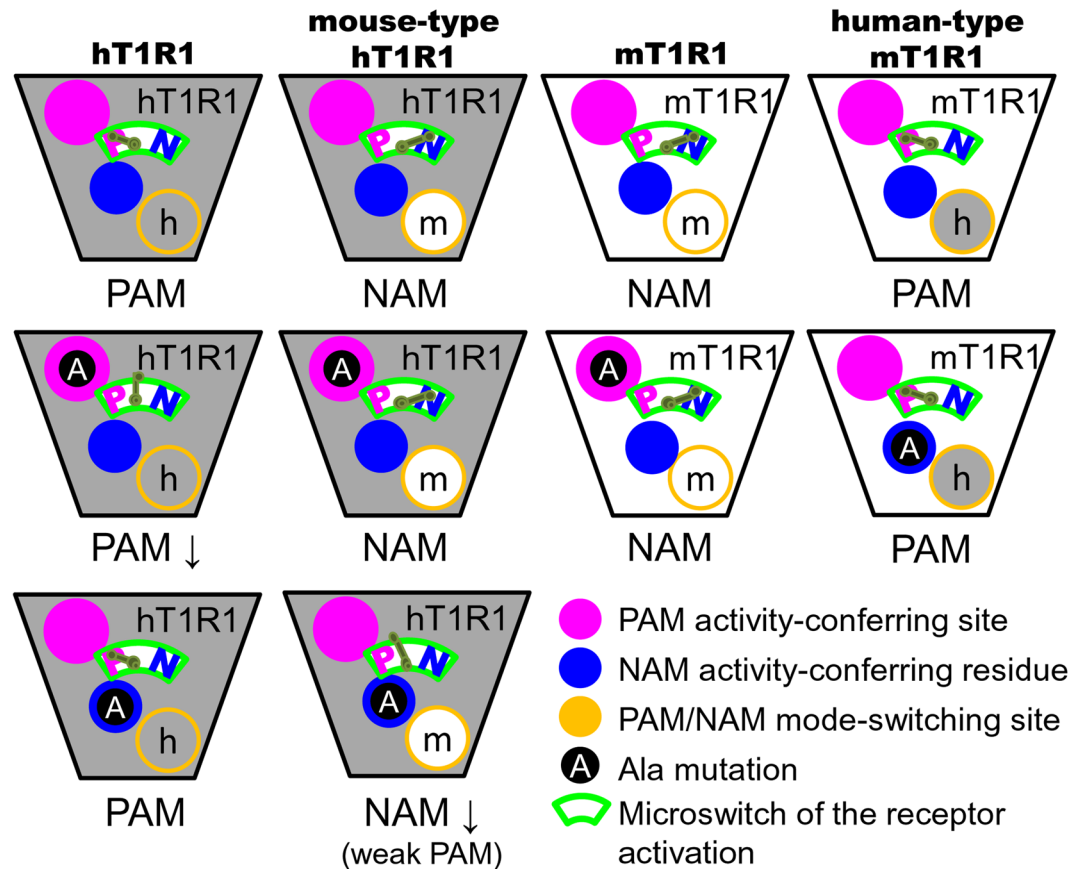 hT1R1
mouse-type
hT1R1
mT1R1
human-type
mT1R1
hT1R1
P N
h
PAM
hT1R1
P N
m
NAM
mT1R1
P N
m
NAM
mT1R1
P N
h
PAM
hT1R1
A
P N
h
PAM ↓
hT1R1
A
P N
m
NAM
mT1R1
A
P N
m
NAM
mT1R1
P N
A
h
PAM
hT1R1
P N
A
h
PAM
hT1R1
P N
A
m
NAM ↓
(weak PAM)
PAM activity-conferring site
NAM activity-conferring residue
PAM/NAM mode-switching site
A Ala mutation
Microswitch of the receptor
activation